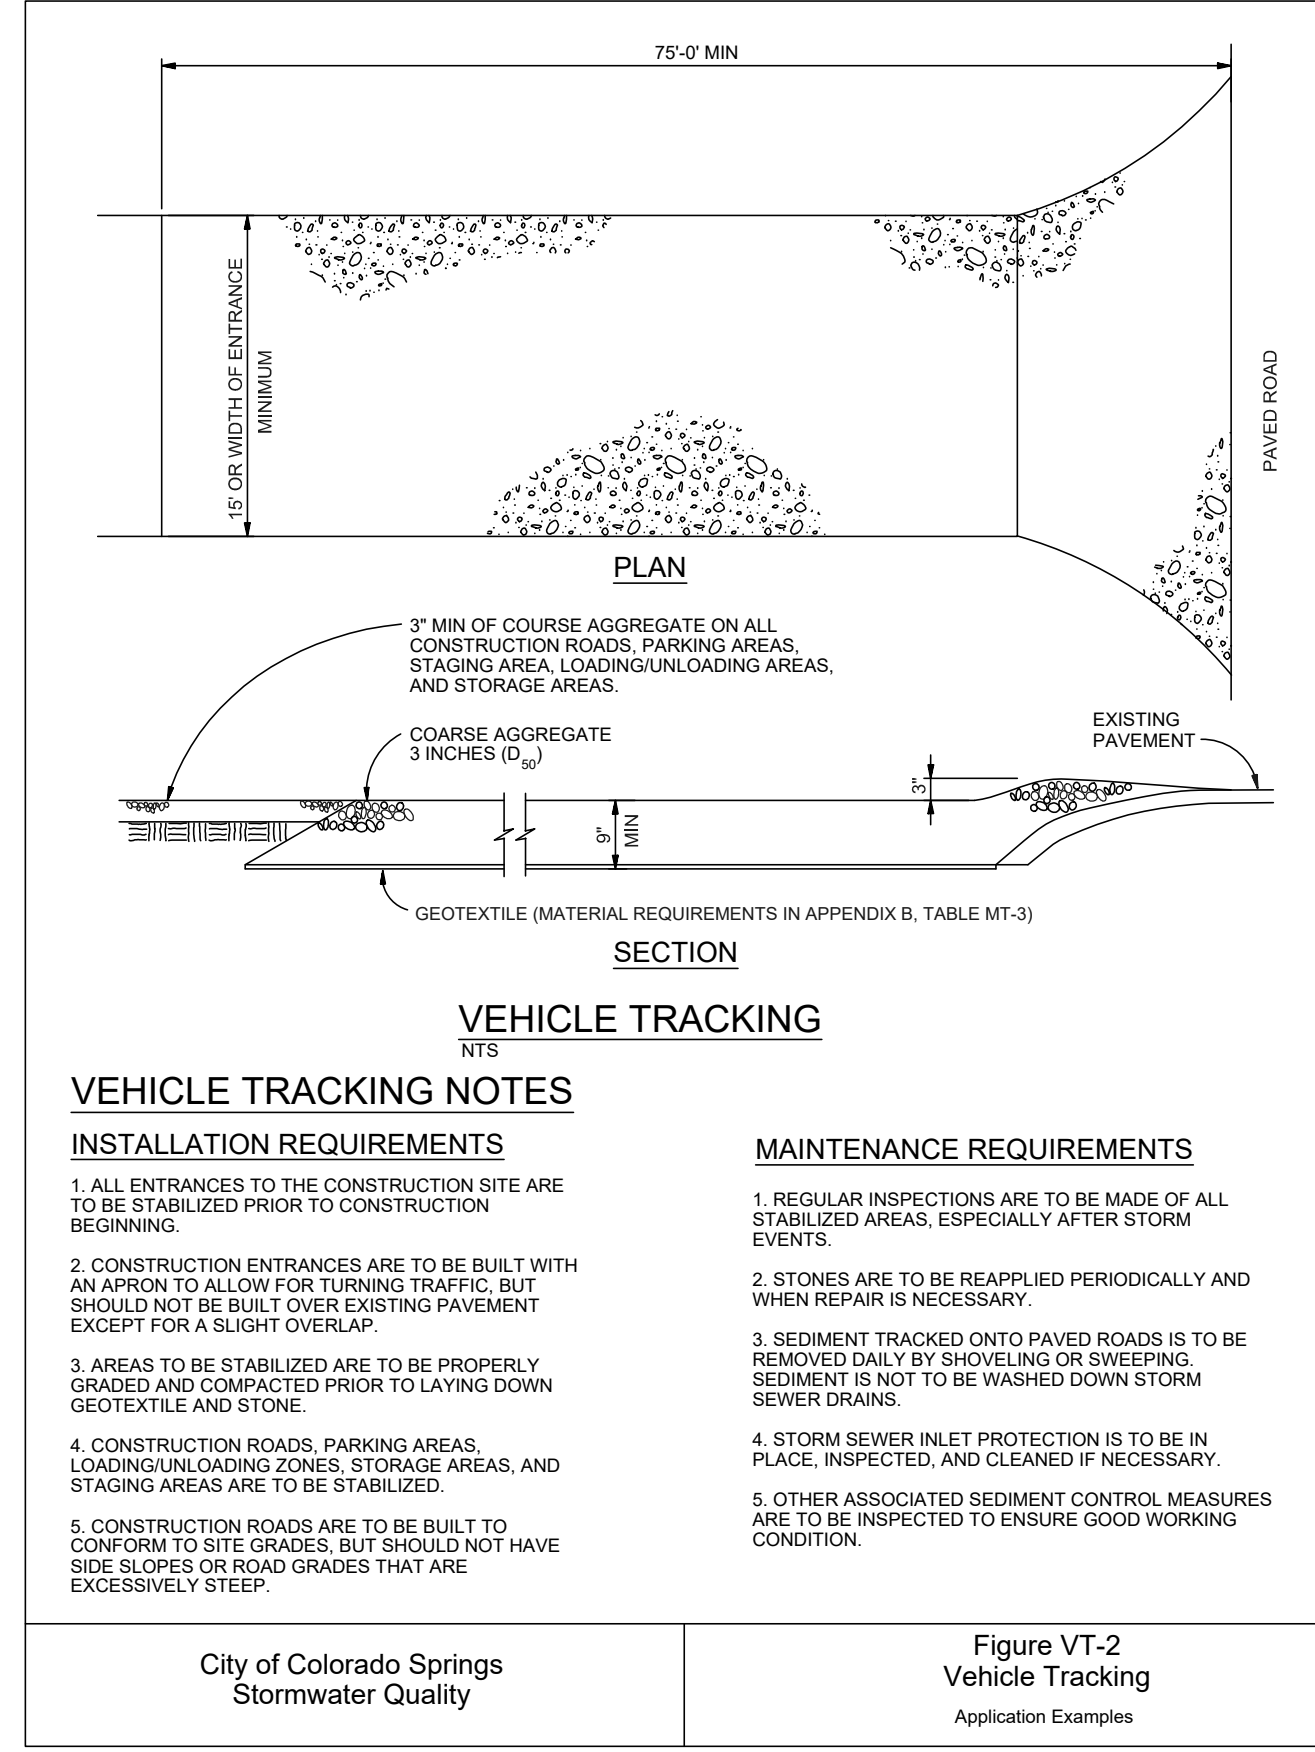 75'-0' MIN
15' OR WIDTH OF ENTRANCE
MINIMUM
PAVED ROAD
PLAN
3" MIN OF COURSE AGGREGATE ON ALL
CONSTRUCTION ROADS, PARKING AREAS,
STAGING AREA, LOADING/UNLOADING AREAS,
AND STORAGE AREAS.
COARSE AGGREGATE
3 INCHES (D50)
EXISTING
PAVEMENT
3"
9"
MIN
GEOTEXTILE (MATERIAL REQUIREMENTS IN APPENDIX B, TABLE MT-3)
SECTION
VEHICLE TRACKING
NTS
VEHICLE TRACKING NOTES
INSTALLATION REQUIREMENTS
1. ALL ENTRANCES TO THE CONSTRUCTION SITE ARE
TO BE STABILIZED PRIOR TO CONSTRUCTION
BEGINNING.
2. CONSTRUCTION ENTRANCES ARE TO BE BUILT WITH
AN APRON TO ALLOW FOR TURNING TRAFFIC, BUT
SHOULD NOT BE BUILT OVER EXISTING PAVEMENT
EXCEPT FOR A SLIGHT OVERLAP.
3. AREAS TO BE STABILIZED ARE TO BE PROPERLY
GRADED AND COMPACTED PRIOR TO LAYING DOWN
GEOTEXTILE AND STONE.
4. CONSTRUCTION ROADS, PARKING AREAS,
LOADING/UNLOADING ZONES, STORAGE AREAS, AND
STAGING AREAS ARE TO BE STABILIZED.
5. CONSTRUCTION ROADS ARE TO BE BUILT TO
CONFORM TO SITE GRADES, BUT SHOULD NOT HAVE
SIDE SLOPES OR ROAD GRADES THAT ARE
EXCESSIVELY STEEP.
MAINTENANCE REQUIREMENTS
1. REGULAR INSPECTIONS ARE TO BE MADE OF ALL
STABILIZED AREAS, ESPECIALLY AFTER STORM
EVENTS.
2. STONES ARE TO BE REAPPLIED PERIODICALLY AND
WHEN REPAIR IS NECESSARY.
3. SEDIMENT TRACKED ONTO PAVED ROADS IS TO BE
REMOVED DAILY BY SHOVELING OR SWEEPING.
SEDIMENT IS NOT TO BE WASHED DOWN STORM
SEWER DRAINS.
4. STORM SEWER INLET PROTECTION IS TO BE IN
PLACE, INSPECTED, AND CLEANED IF NECESSARY.
5. OTHER ASSOCIATED SEDIMENT CONTROL MEASURES
ARE TO BE INSPECTED TO ENSURE GOOD WORKING
CONDITION.
City of Colorado Springs
Stormwater Quality
Figure VT-2
Vehicle Tracking
Application Examples